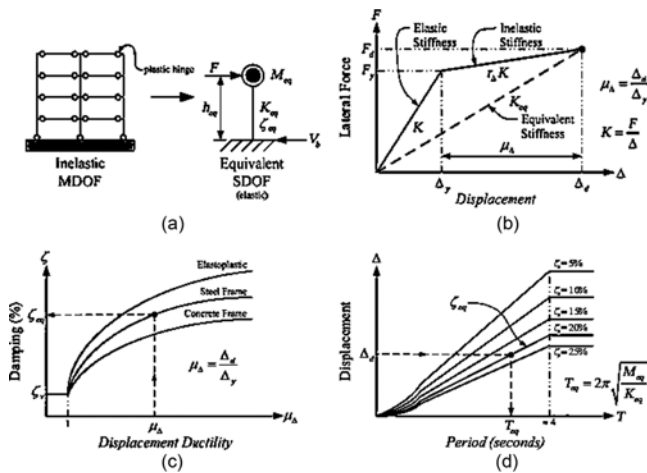 plastic hinge
F
M_eq
h_eq
K_eq
ζ_eq
V_b
Inelastic
MDOF
Equivalent
SDOF
(elastic)
(a)
F
Elastic
Stiffness
Inelastic
Stiffness
F_d
F_y
r_Δ K
K_eq
K
Equivalent
Stiffness
μ_Δ
μ_Δ = Δ_d / Δ_y
K = F / Δ
Lateral Force
Δ_y
Δ_d
Δ
Displacement
(b)
ζ
Elastoplastic
Steel Frame
Concrete Frame
ζ_eq
ζ_v
Damping (%)
μ_Δ = Δ_d / Δ_y
1
μ_Δ
μ_Δ
Displacement Ductility
(c)
Δ
ζ=5%
ζ=10%
ζ=15%
ζ=20%
ζ=25%
ζ_eq
Δ_d
Displacement
T_eq = 2π √(M_eq / K_eq)
T_eq
≈4
T
Period (seconds)
(d)